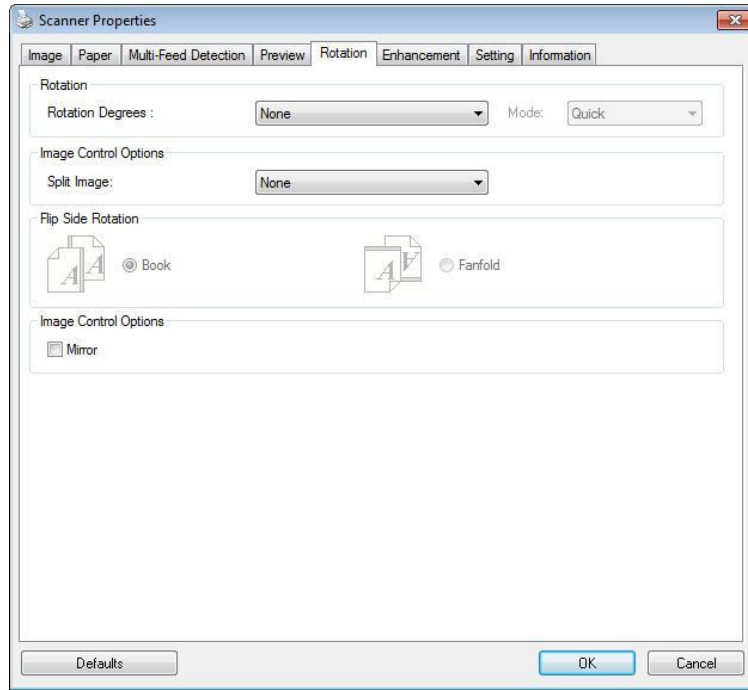 Scanner Properties
Image Paper Multi-Feed Detection Preview Rotation Enhancement Setting Information
Rotation
Rotation Degrees : None Mode: Quick
Image Control Options
Split Image: None
Flip Side Rotation
A A Book A A Fanfold
Image Control Options
Mirror
Defaults OK Cancel